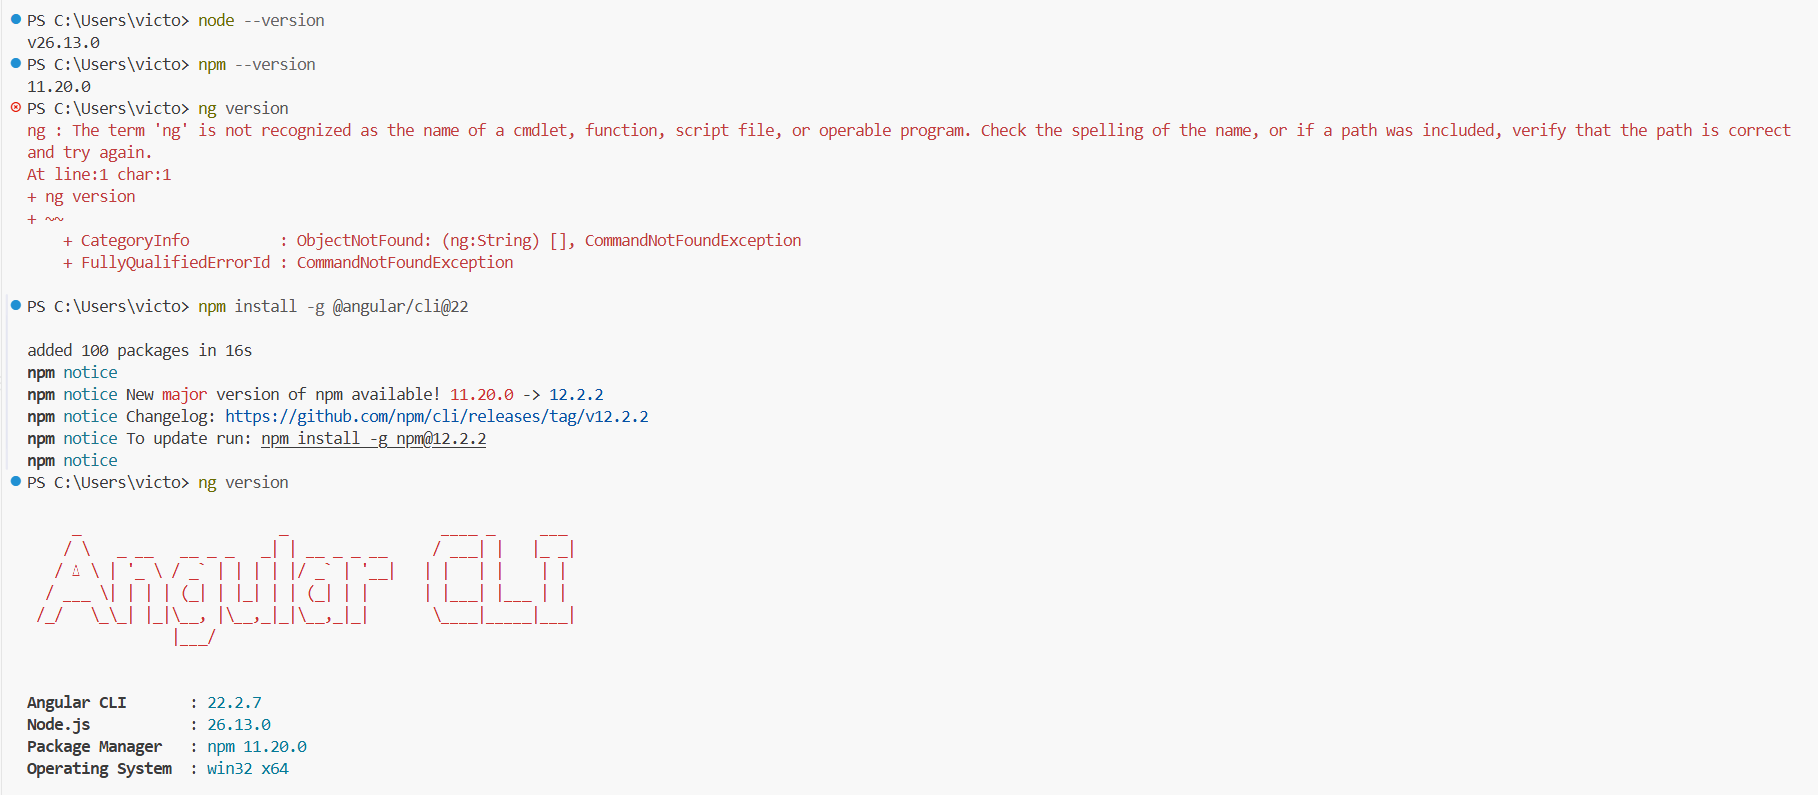 PS C:\Users\victo> node --version
v26.13.0
PS C:\Users\victo> npm --version
11.20.0
PS C:\Users\victo> ng version
ng : The term 'ng' is not recognized as the name of a cmdlet, function, script file, or operable program. Check the spelling of the name, or if a path was included, verify that the path is correct
and try again.
At line:1 char:1
+ ng version
+ ~~
    + CategoryInfo          : ObjectNotFound: (ng:String) [], CommandNotFoundException
    + FullyQualifiedErrorId : CommandNotFoundException
PS C:\Users\victo> npm install -g @angular/cli@22
added 100 packages in 16s
npm notice
npm notice New major version of npm available! 11.20.0 -> 12.2.2
npm notice Changelog: https://github.com/npm/cli/releases/tag/v12.2.2
npm notice To update run: npm install -g npm@12.2.2
npm notice
PS C:\Users\victo> ng version
Angular CLI
Angular CLI       : 22.2.7
Node.js           : 26.13.0
Package Manager   : npm 11.20.0
Operating System  : win32 x64